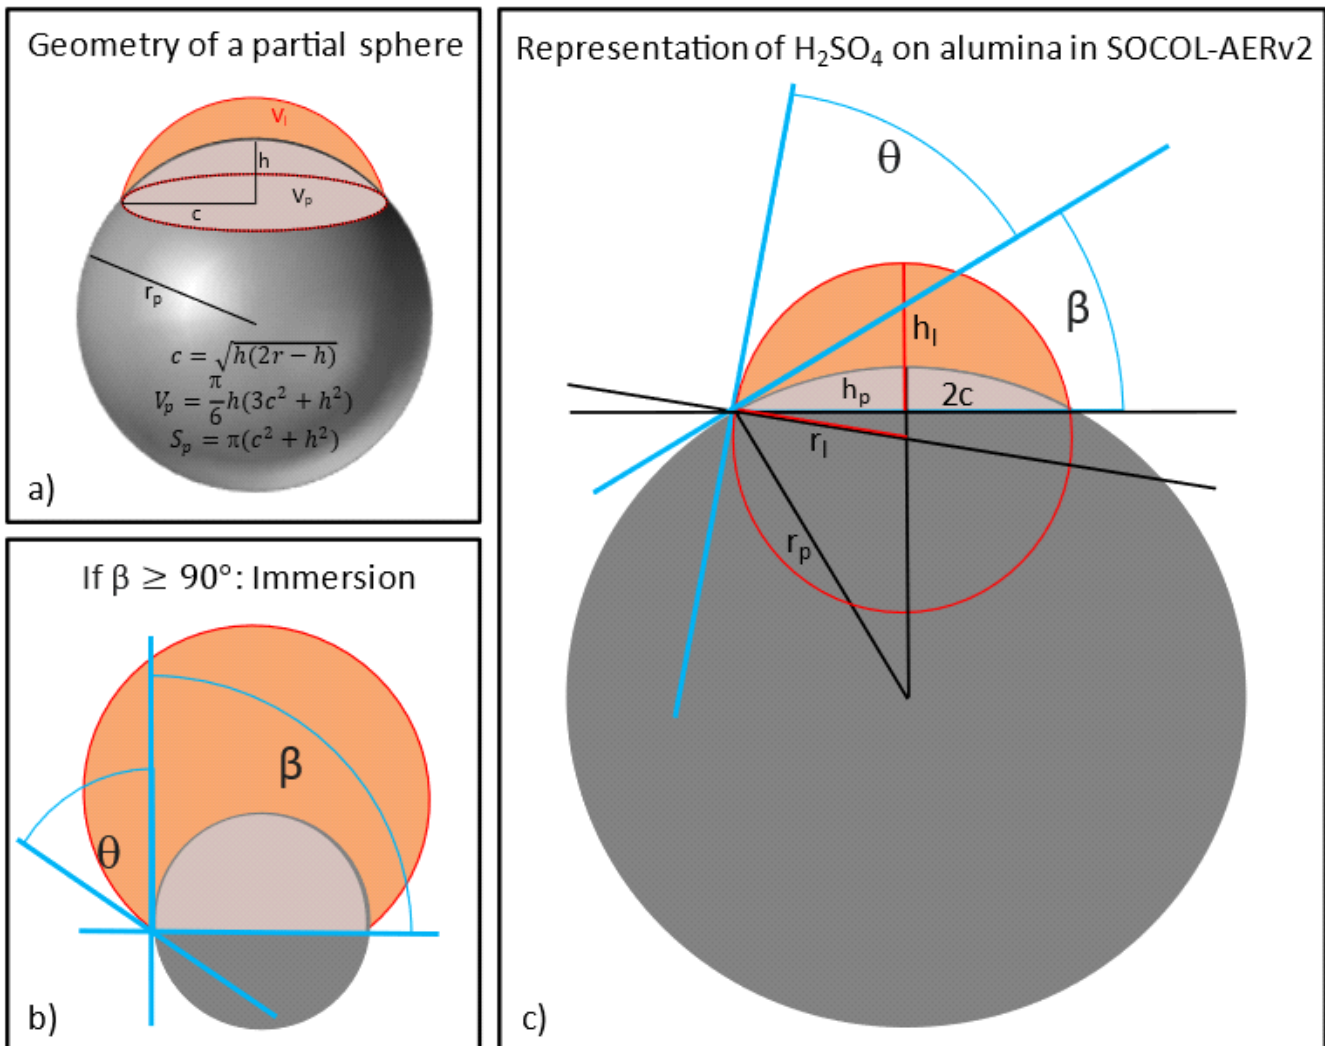 Geometry of a partial sphere
V_l
h
V_p
c
r_p
c = √h(2r − h)
V_p = π/6 h(3c² + h²)
S_p = π(c² + h²)
a)
If β ≥ 90°: Immersion
β
θ
b)
Representation of H₂SO₄ on alumina in SOCOL-AERv2
θ
β
h_l
h_p
2c
r_l
r_p
c)